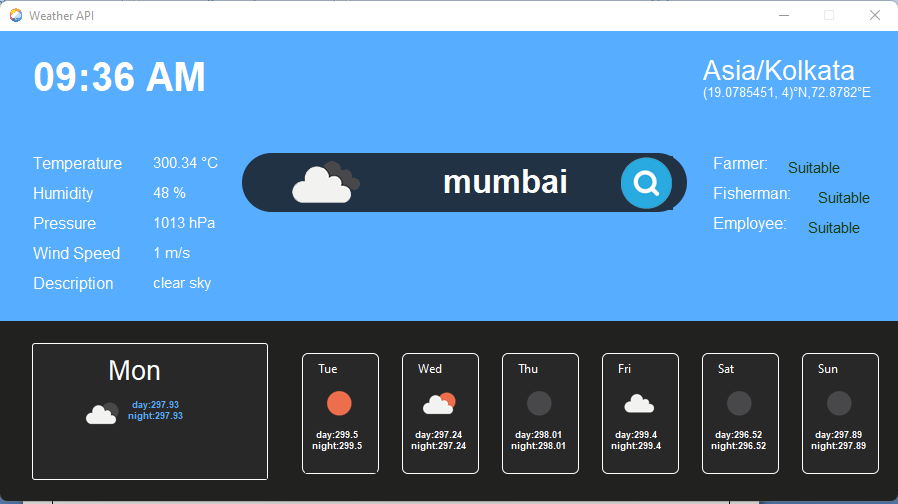 Weather API
09:36 AM
Asia/Kolkata
(19.0785451, 4)°N,72.8782°E
Temperature 300.34 °C
Humidity 48 %
Pressure 1013 hPa
Wind Speed 1 m/s
Description clear sky
mumbai
Farmer: Suitable
Fisherman: Suitable
Employee: Suitable
Mon
day:297.93
night:297.93
Tue
day:299.5
night:299.5
Wed
day:297.24
night:297.24
Thu
day:298.01
night:298.01
Fri
day:299.4
night:299.4
Sat
day:296.52
night:296.52
Sun
day:297.89
night:297.89